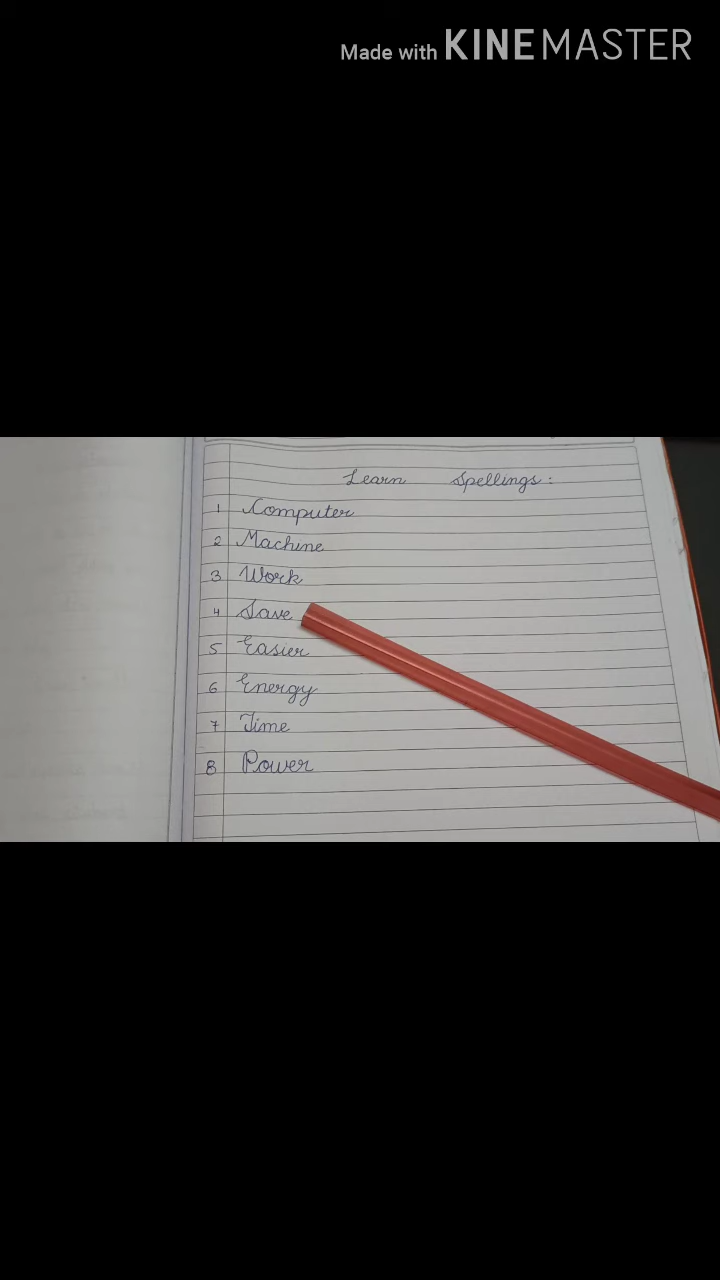 Made with KINEMASTER
Learn Spellings:
1 Computer
2 Machine
3 Work
4 Save
5 Easier
6 Energy
7 Time
8 Power